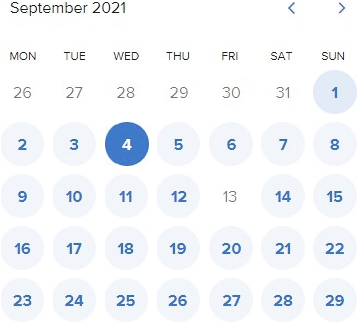 September 2021
MON TUE WED THU FRI SAT SUN
26 27 28 29 30 31 1
2 3 4 5 6 7 8
9 10 11 12 13 14 15
16 17 18 19 20 21 22
23 24 25 26 27 28 29